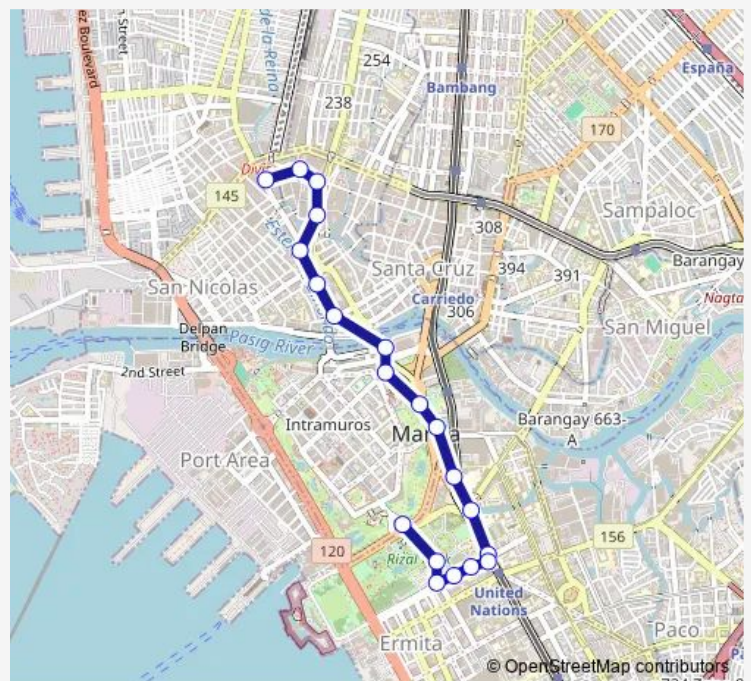 254
238
Bambang
España
170
145
308
Sampaloc
Santa Cruz
394
391
Barangay
San Nicolas
Carriedo
306
Nagta
San Miguel
Delpan
Bridge
Pasig River
2nd Street
Intramuros
Barangay 663-
A
Port Area
120
156
Rizal
United
Nations
Ermita
Paco
© OpenStreetMap contributors